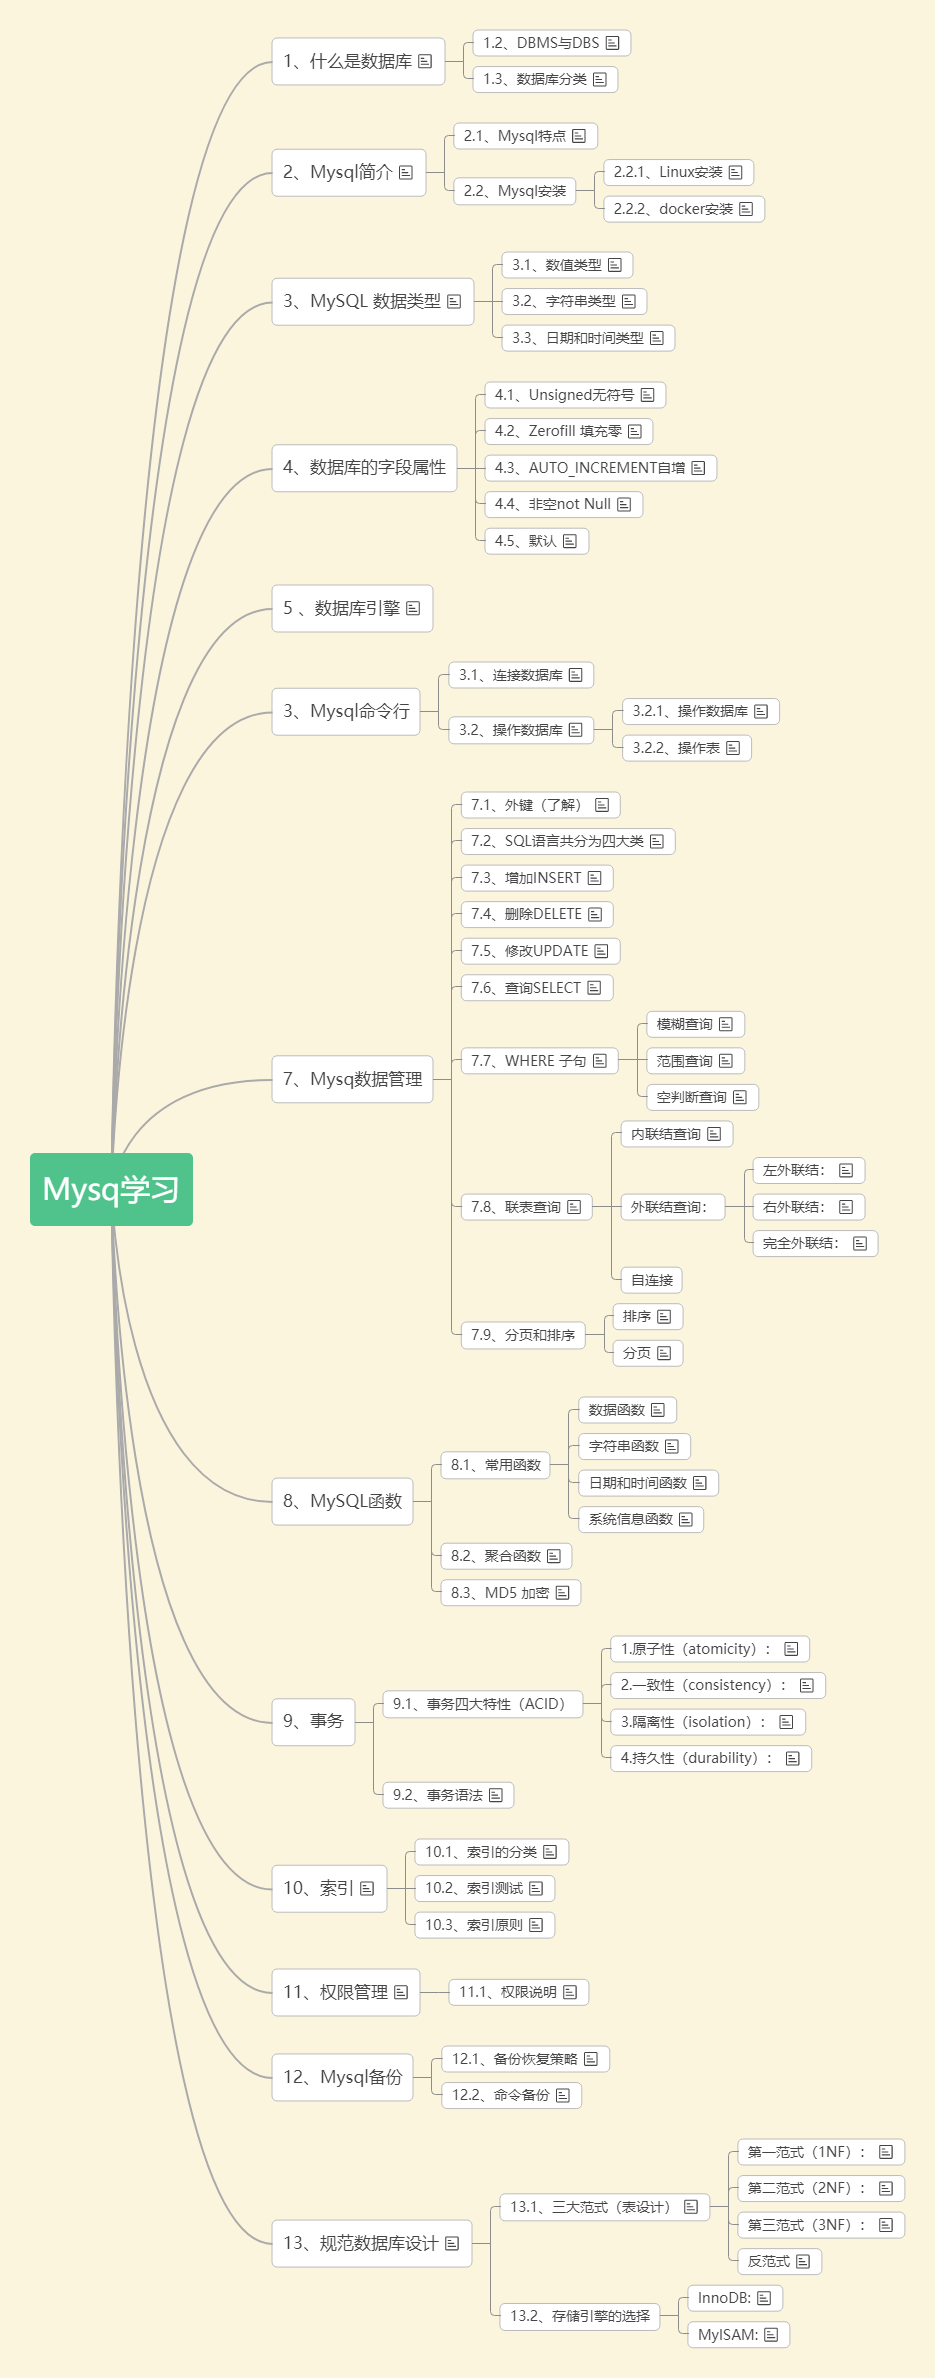 Mysq学习
1、什么是数据库
1.2、DBMS与DBS
1.3、数据库分类
2、Mysql简介
2.1、Mysql特点
2.2、Mysql安装
2.2.1、Linux安装
2.2.2、docker安装
3、MySQL 数据类型
3.1、数值类型
3.2、字符串类型
3.3、日期和时间类型
4、数据库的字段属性
4.1、Unsigned无符号
4.2、Zerofill 填充零
4.3、AUTO_INCREMENT自增
4.4、非空not Null
4.5、默认
5 、数据库引擎
3、Mysql命令行
3.1、连接数据库
3.2、操作数据库
3.2.1、操作数据库
3.2.2、操作表
7、Mysq数据管理
7.1、外键（了解）
7.2、SQL语言共分为四大类
7.3、增加INSERT
7.4、删除DELETE
7.5、修改UPDATE
7.6、查询SELECT
7.7、WHERE 子句
模糊查询
范围查询
空判断查询
7.8、联表查询
内联结查询
外联结查询：
左外联结：
右外联结：
完全外联结：
自连接
7.9、分页和排序
排序
分页
8、MySQL函数
8.1、常用函数
数据函数
字符串函数
日期和时间函数
系统信息函数
8.2、聚合函数
8.3、MD5 加密
9、事务
9.1、事务四大特性（ACID）
1.原子性（atomicity）：
2.一致性（consistency）：
3.隔离性（isolation）：
4.持久性（durability）：
9.2、事务语法
10、索引
10.1、索引的分类
10.2、索引测试
10.3、索引原则
11、权限管理
11.1、权限说明
12、Mysql备份
12.1、备份恢复策略
12.2、命令备份
13、规范数据库设计
13.1、三大范式（表设计）
第一范式（1NF）：
第二范式（2NF）：
第三范式（3NF）：
反范式
13.2、存储引擎的选择
InnoDB:
MyISAM: